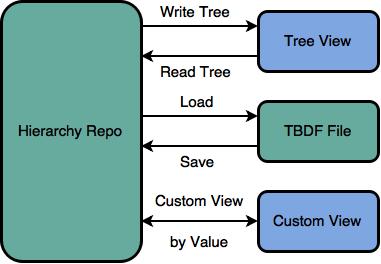 Hierarchy Repo
Write Tree
Tree View
Read Tree
Load
TBDF File
Save
Custom View
by Value
Custom View